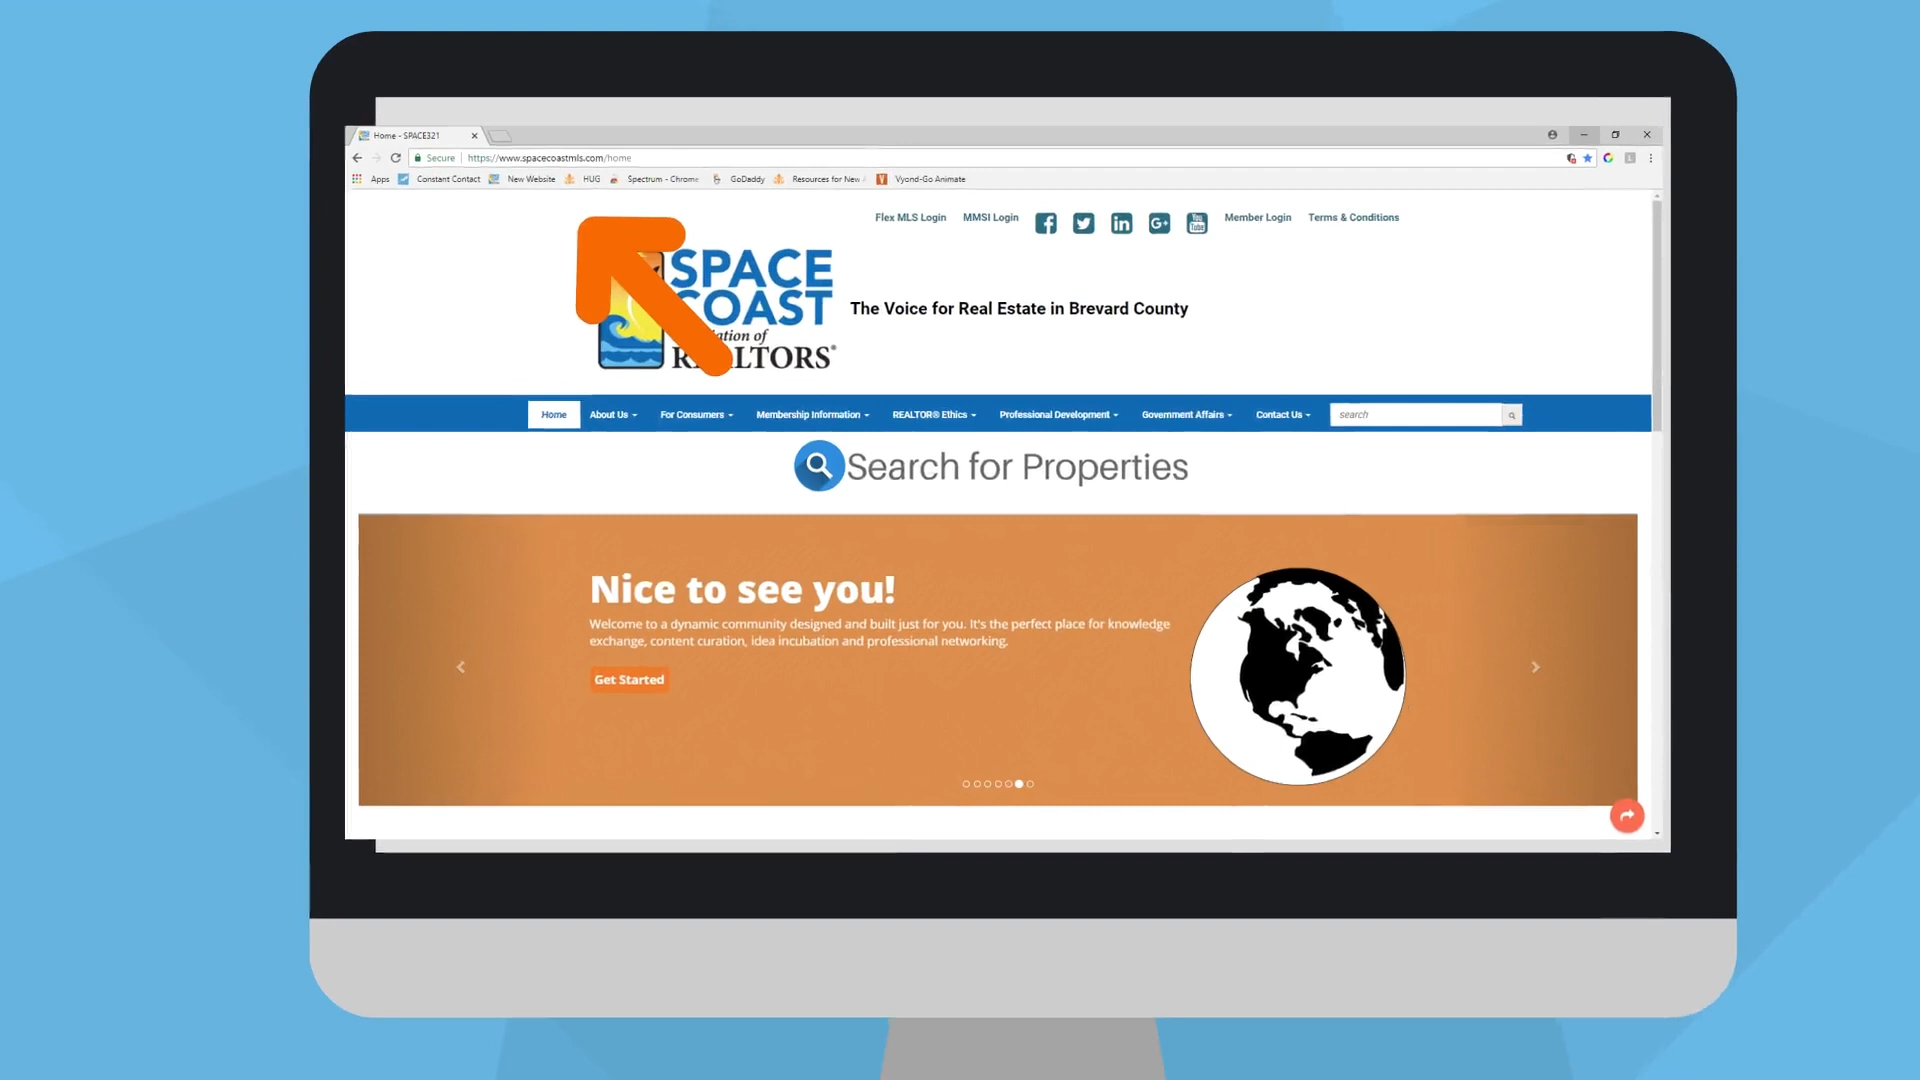 Home - SPACE321
Secure https://www.spacecoastmls.com/home
Apps Constant Contact New Website HUG Spectrum - Chrome GoDaddy Resources for New Vyond-Go Animate
Flex MLS Login MMSI Login Member Login Terms & Conditions
SPACE
COAST
REALTORS®
The Voice for Real Estate in Brevard County
Home About Us For Consumers Membership Information REALTOR® Ethics Professional Development Government Affairs Contact Us search
Search for Properties
Nice to see you!
Welcome to a dynamic community designed and built just for you. It's the perfect place for knowledge
exchange, content curation, idea incubation and professional networking.
Get Started